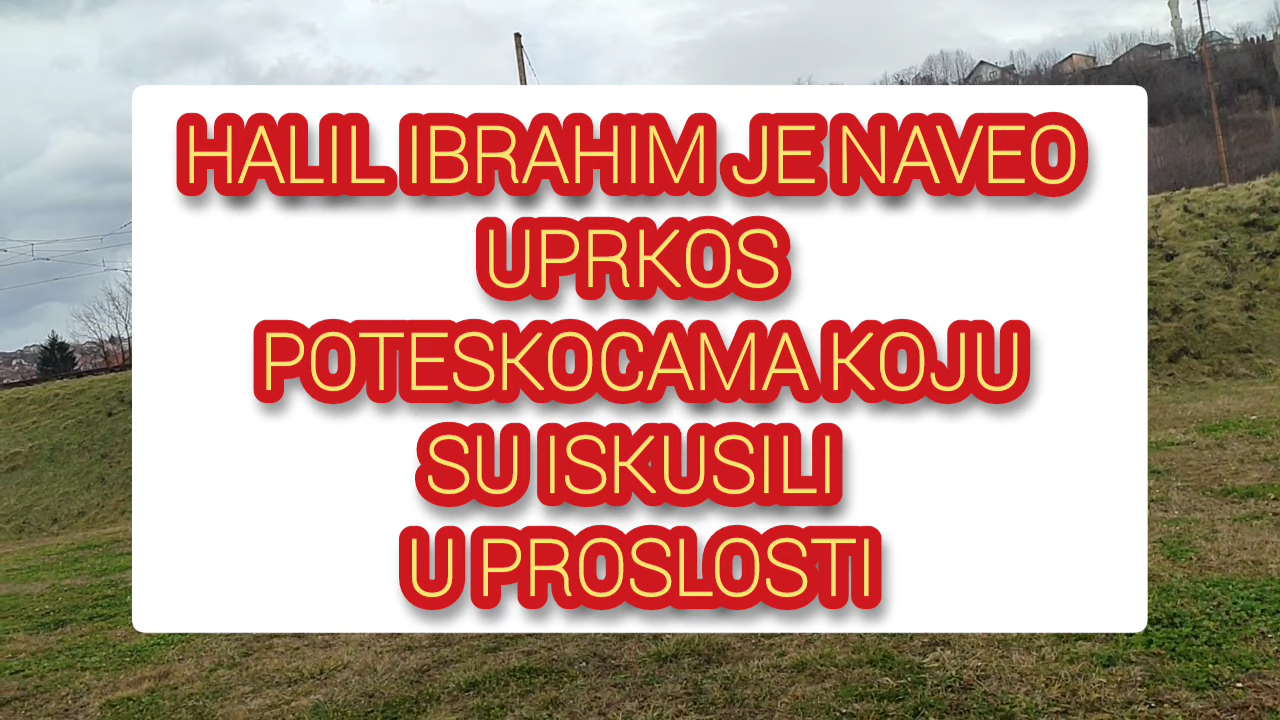 HALIL IBRAHIM JE NAVEO
UPRKOS
POTESKOCAMA KOJU
SU ISKUSILI
U PROSLOSTI